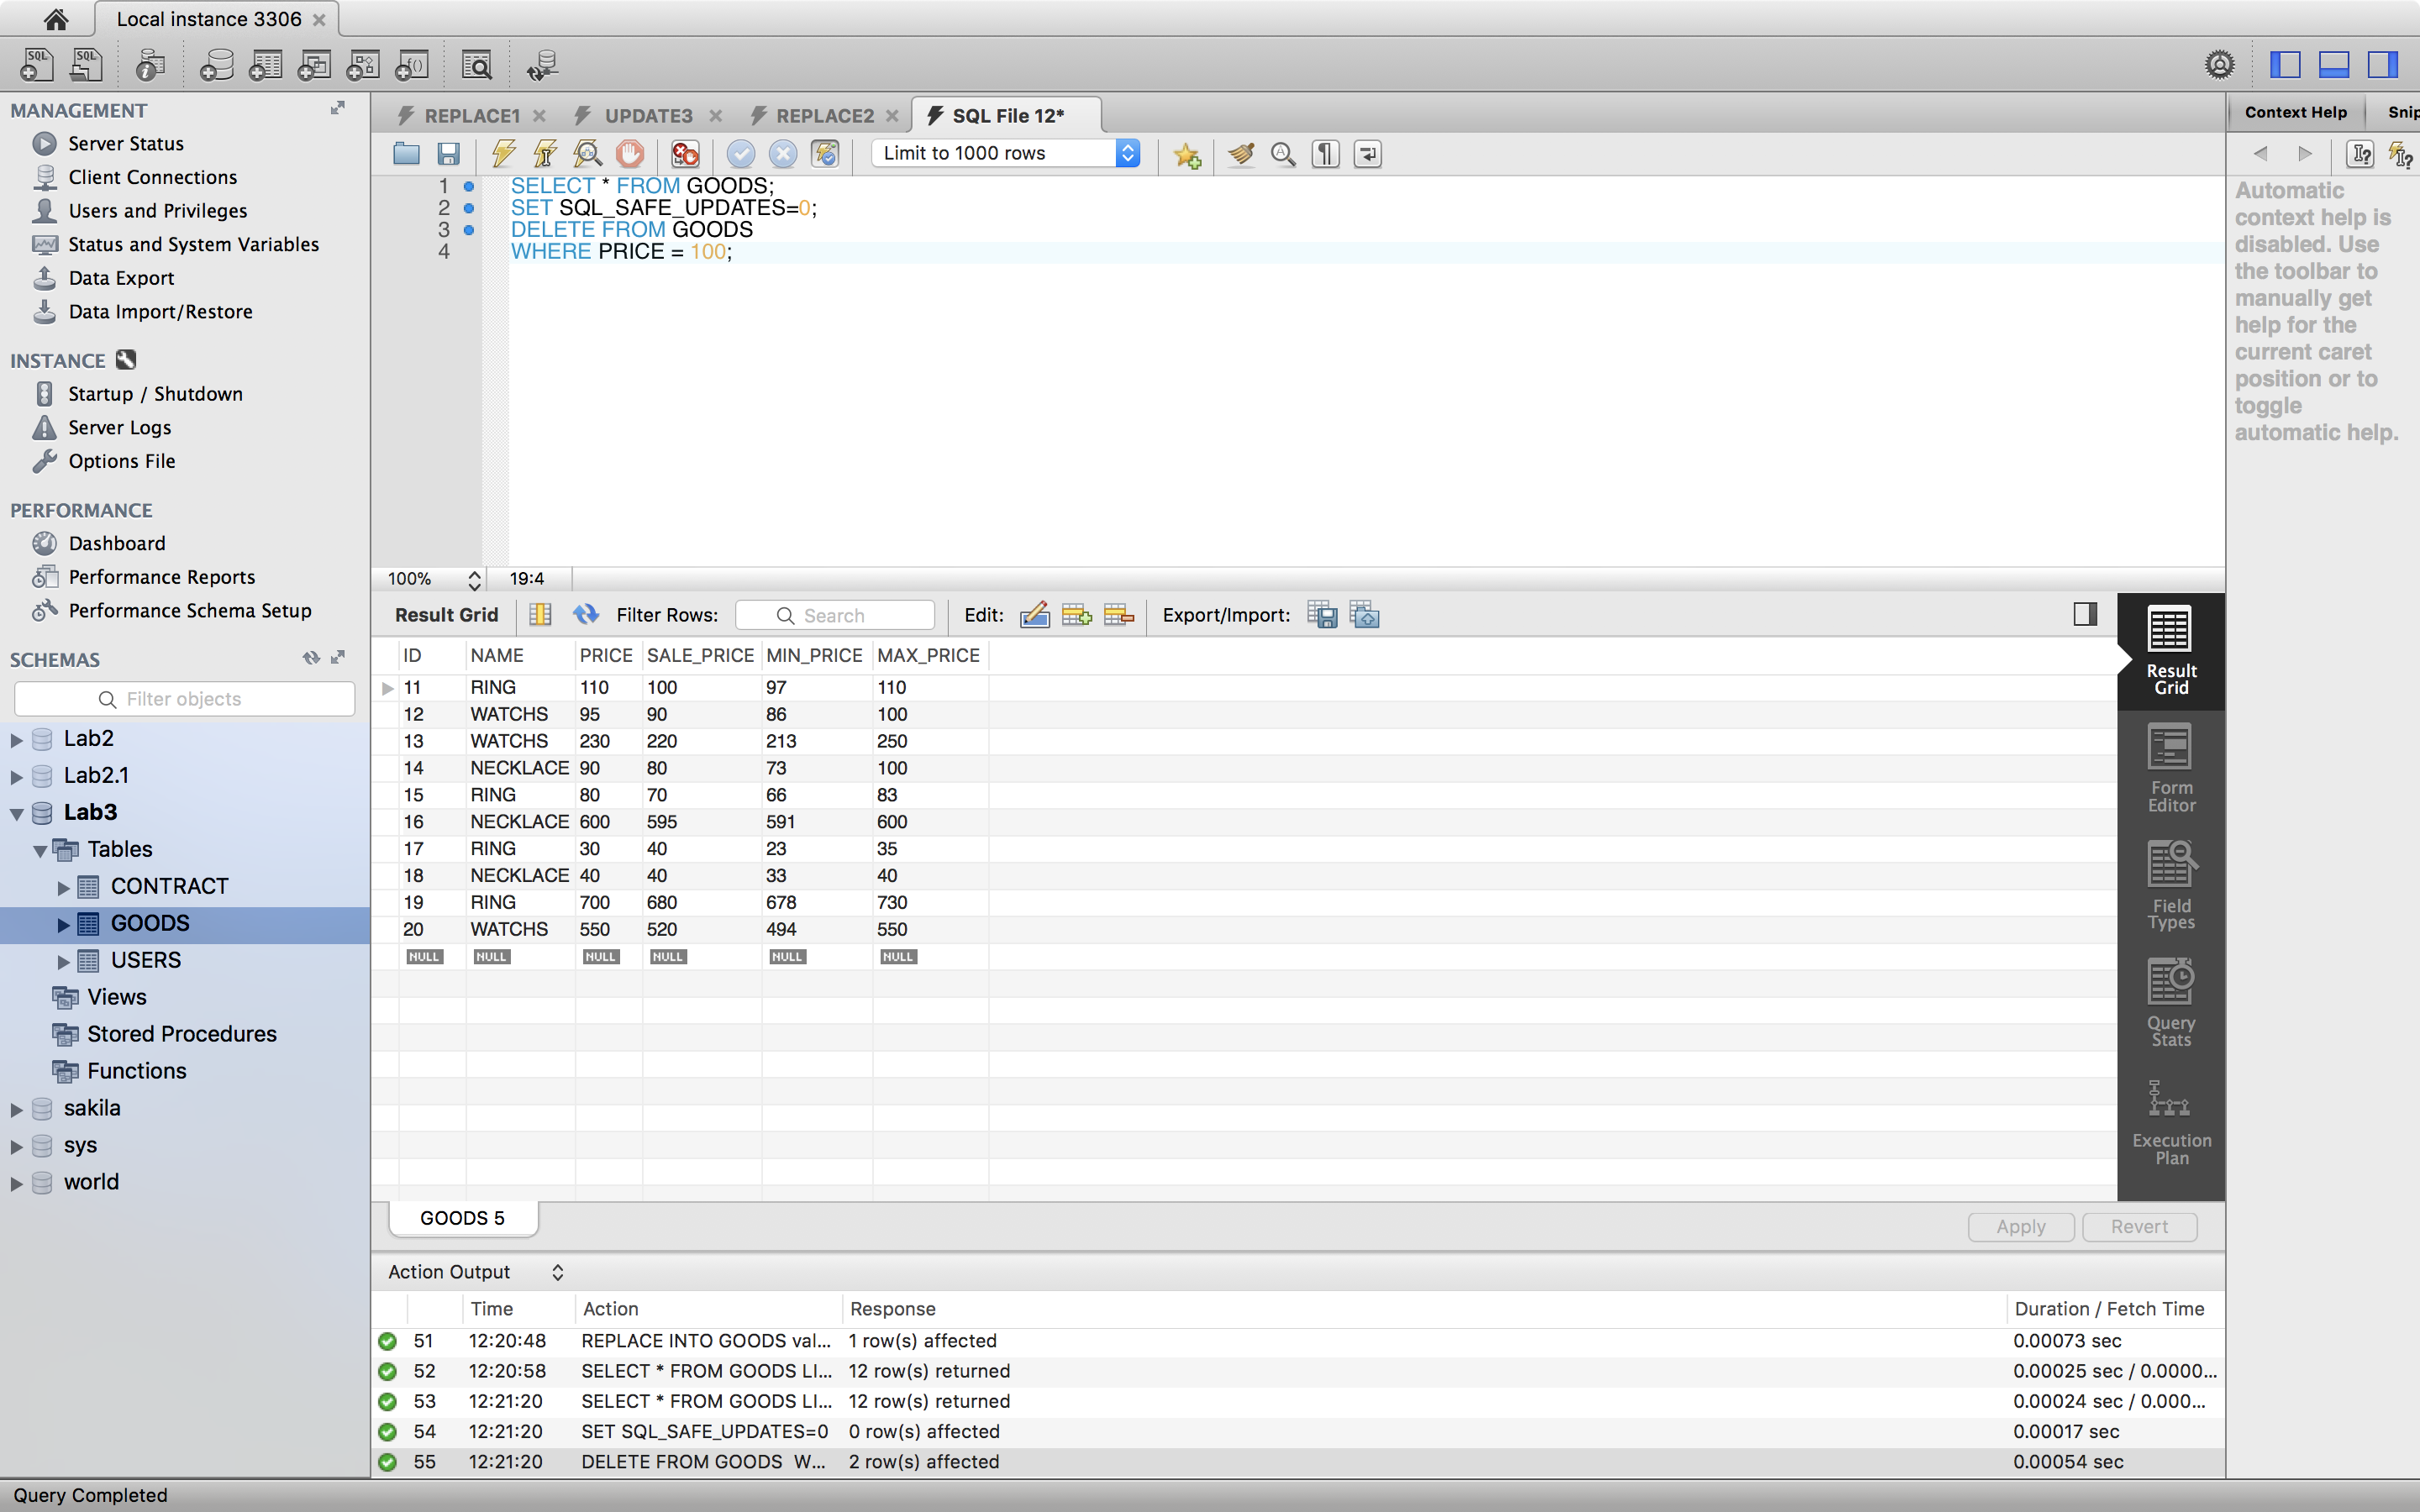 Local instance 3306
MANAGEMENT
Server Status
Client Connections
Users and Privileges
Status and System Variables
Data Export
Data Import/Restore
INSTANCE
Startup / Shutdown
Server Logs
Options File
PERFORMANCE
Dashboard
Performance Reports
Performance Schema Setup
SCHEMAS
Filter objects
Lab2
Lab2.1
Lab3
Tables
CONTRACT
GOODS
USERS
Views
Stored Procedures
Functions
sakila
sys
world
REPLACE1 UPDATE3 REPLACE2 SQL File 12*
Limit to 1000 rows
1 SELECT * FROM GOODS;
2 SET SQL_SAFE_UPDATES=0;
3 DELETE FROM GOODS
4 WHERE PRICE = 100;
100% 19:4
Result Grid Filter Rows: Search Edit: Export/Import:
ID NAME PRICE SALE_PRICE MIN_PRICE MAX_PRICE
11 RING 110 100 97 110
12 WATCHS 95 90 86 100
13 WATCHS 230 220 213 250
14 NECKLACE 90 80 73 100
15 RING 80 70 66 83
16 NECKLACE 600 595 591 600
17 RING 30 40 23 35
18 NECKLACE 40 40 33 40
19 RING 700 680 678 730
20 WATCHS 550 520 494 550
NULL NULL NULL NULL NULL NULL
Result
Grid
Form
Editor
Field
Types
Query
Stats
Execution
Plan
GOODS 5
Apply Revert
Action Output
Time Action Response Duration / Fetch Time
51 12:20:48 REPLACE INTO GOODS val... 1 row(s) affected 0.00073 sec
52 12:20:58 SELECT * FROM GOODS LI... 12 row(s) returned 0.00025 sec / 0.0000...
53 12:21:20 SELECT * FROM GOODS LI... 12 row(s) returned 0.00024 sec / 0.000...
54 12:21:20 SET SQL_SAFE_UPDATES=0 0 row(s) affected 0.00017 sec
55 12:21:20 DELETE FROM GOODS W... 2 row(s) affected 0.00054 sec
Context Help Snip
Automatic
context help is
disabled. Use
the toolbar to
manually get
help for the
current caret
position or to
toggle
automatic help.
Query Completed